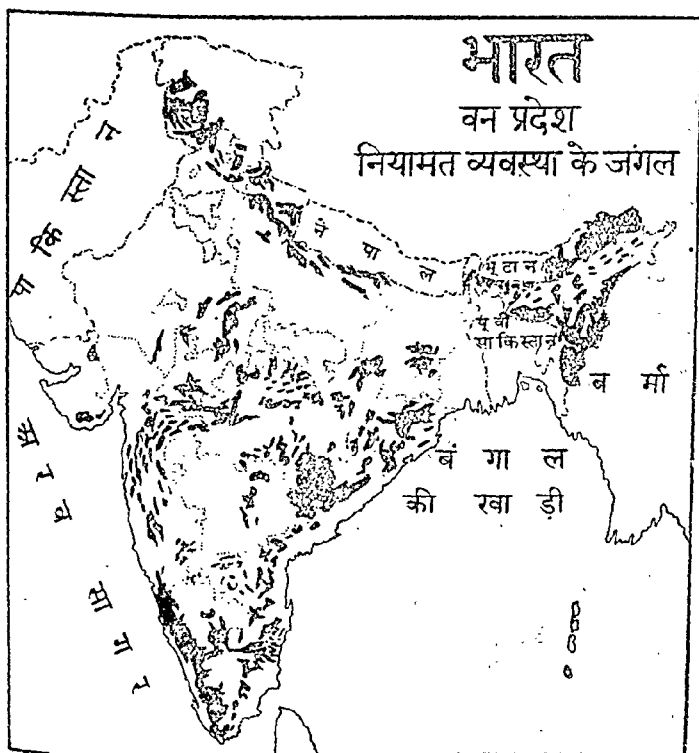 भारत
वन प्रदेश
नियामत व्यवस्था के जंगल
पाकिस्तान
नेपाल
भूटान
पूर्वी
पाकिस्तान
बर्मा
अरब सागर
बंगाल
की खाड़ी